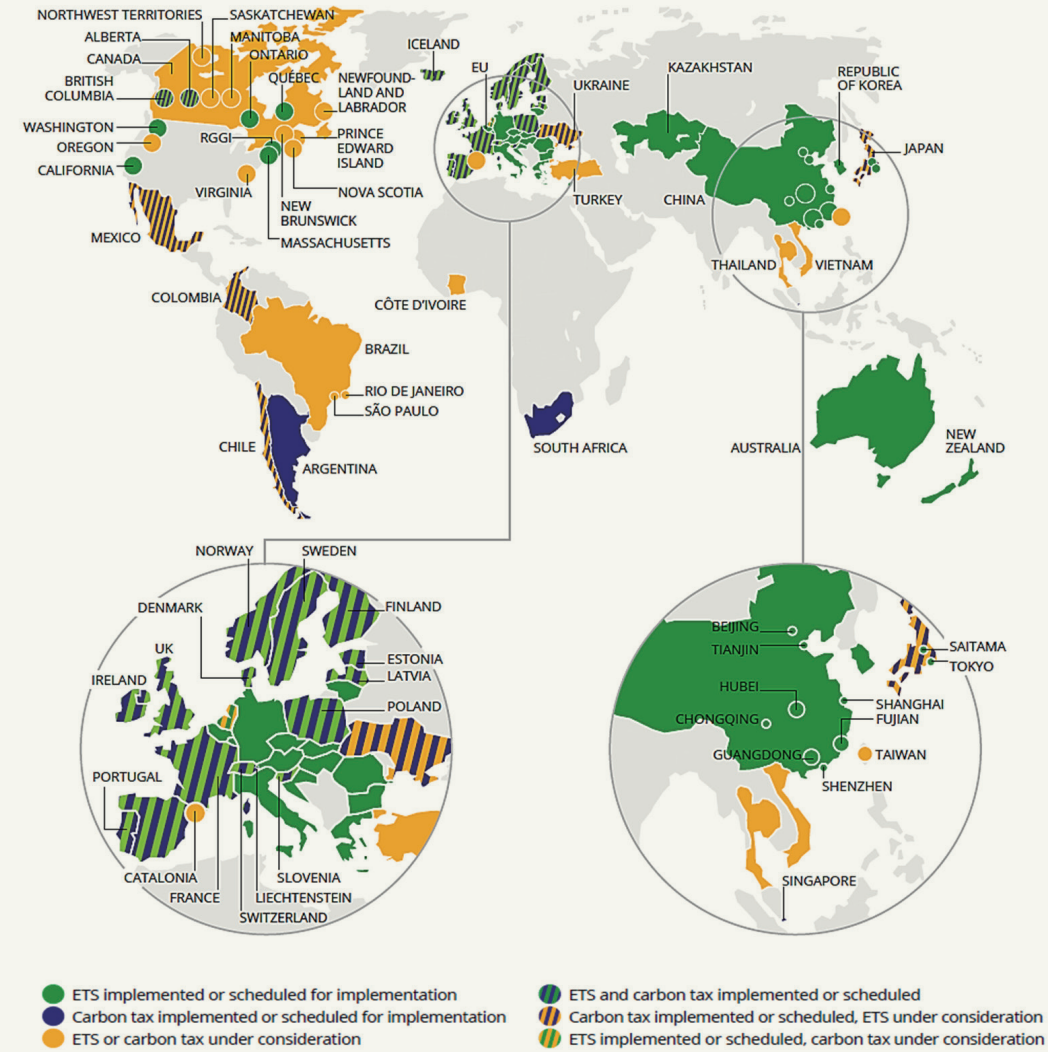 NORTHWEST TERRITORIES
SASKATCHEWAN
ALBERTA
MANITOBA
CANADA
ONTARIO
BRITISH
COLUMBIA
QUÉBEC
NEWFOUND-
LAND AND
LABRADOR
WASHINGTON
OREGON
RGGI
PRINCE
EDWARD
ISLAND
CALIFORNIA
VIRGINIA
NOVA SCOTIA
NEW
BRUNSWICK
MASSACHUSETTS
MEXICO
COLOMBIA
BRAZIL
RIO DE JANEIRO
SÃO PAULO
CHILE
ARGENTINA
ICELAND
EU
UKRAINE
TURKEY
CÔTE D'IVOIRE
SOUTH AFRICA
KAZAKHSTAN
REPUBLIC
OF KOREA
JAPAN
CHINA
THAILAND
VIETNAM
AUSTRALIA
NEW
ZEALAND
NORWAY
SWEDEN
DENMARK
FINLAND
UK
IRELAND
ESTONIA
LATVIA
POLAND
PORTUGAL
CATALONIA
FRANCE
SLOVENIA
LIECHTENSTEIN
SWITZERLAND
BEIJING
TIANJIN
SAITAMA
TOKYO
HUBEI
SHANGHAI
FUJIAN
CHONGQING
GUANGDONG
TAIWAN
SHENZHEN
SINGAPORE
ETS implemented or scheduled for implementation
Carbon tax implemented or scheduled for implementation
ETS or carbon tax under consideration
ETS and carbon tax implemented or scheduled
Carbon tax implemented or scheduled, ETS under consideration
ETS implemented or scheduled, carbon tax under consideration